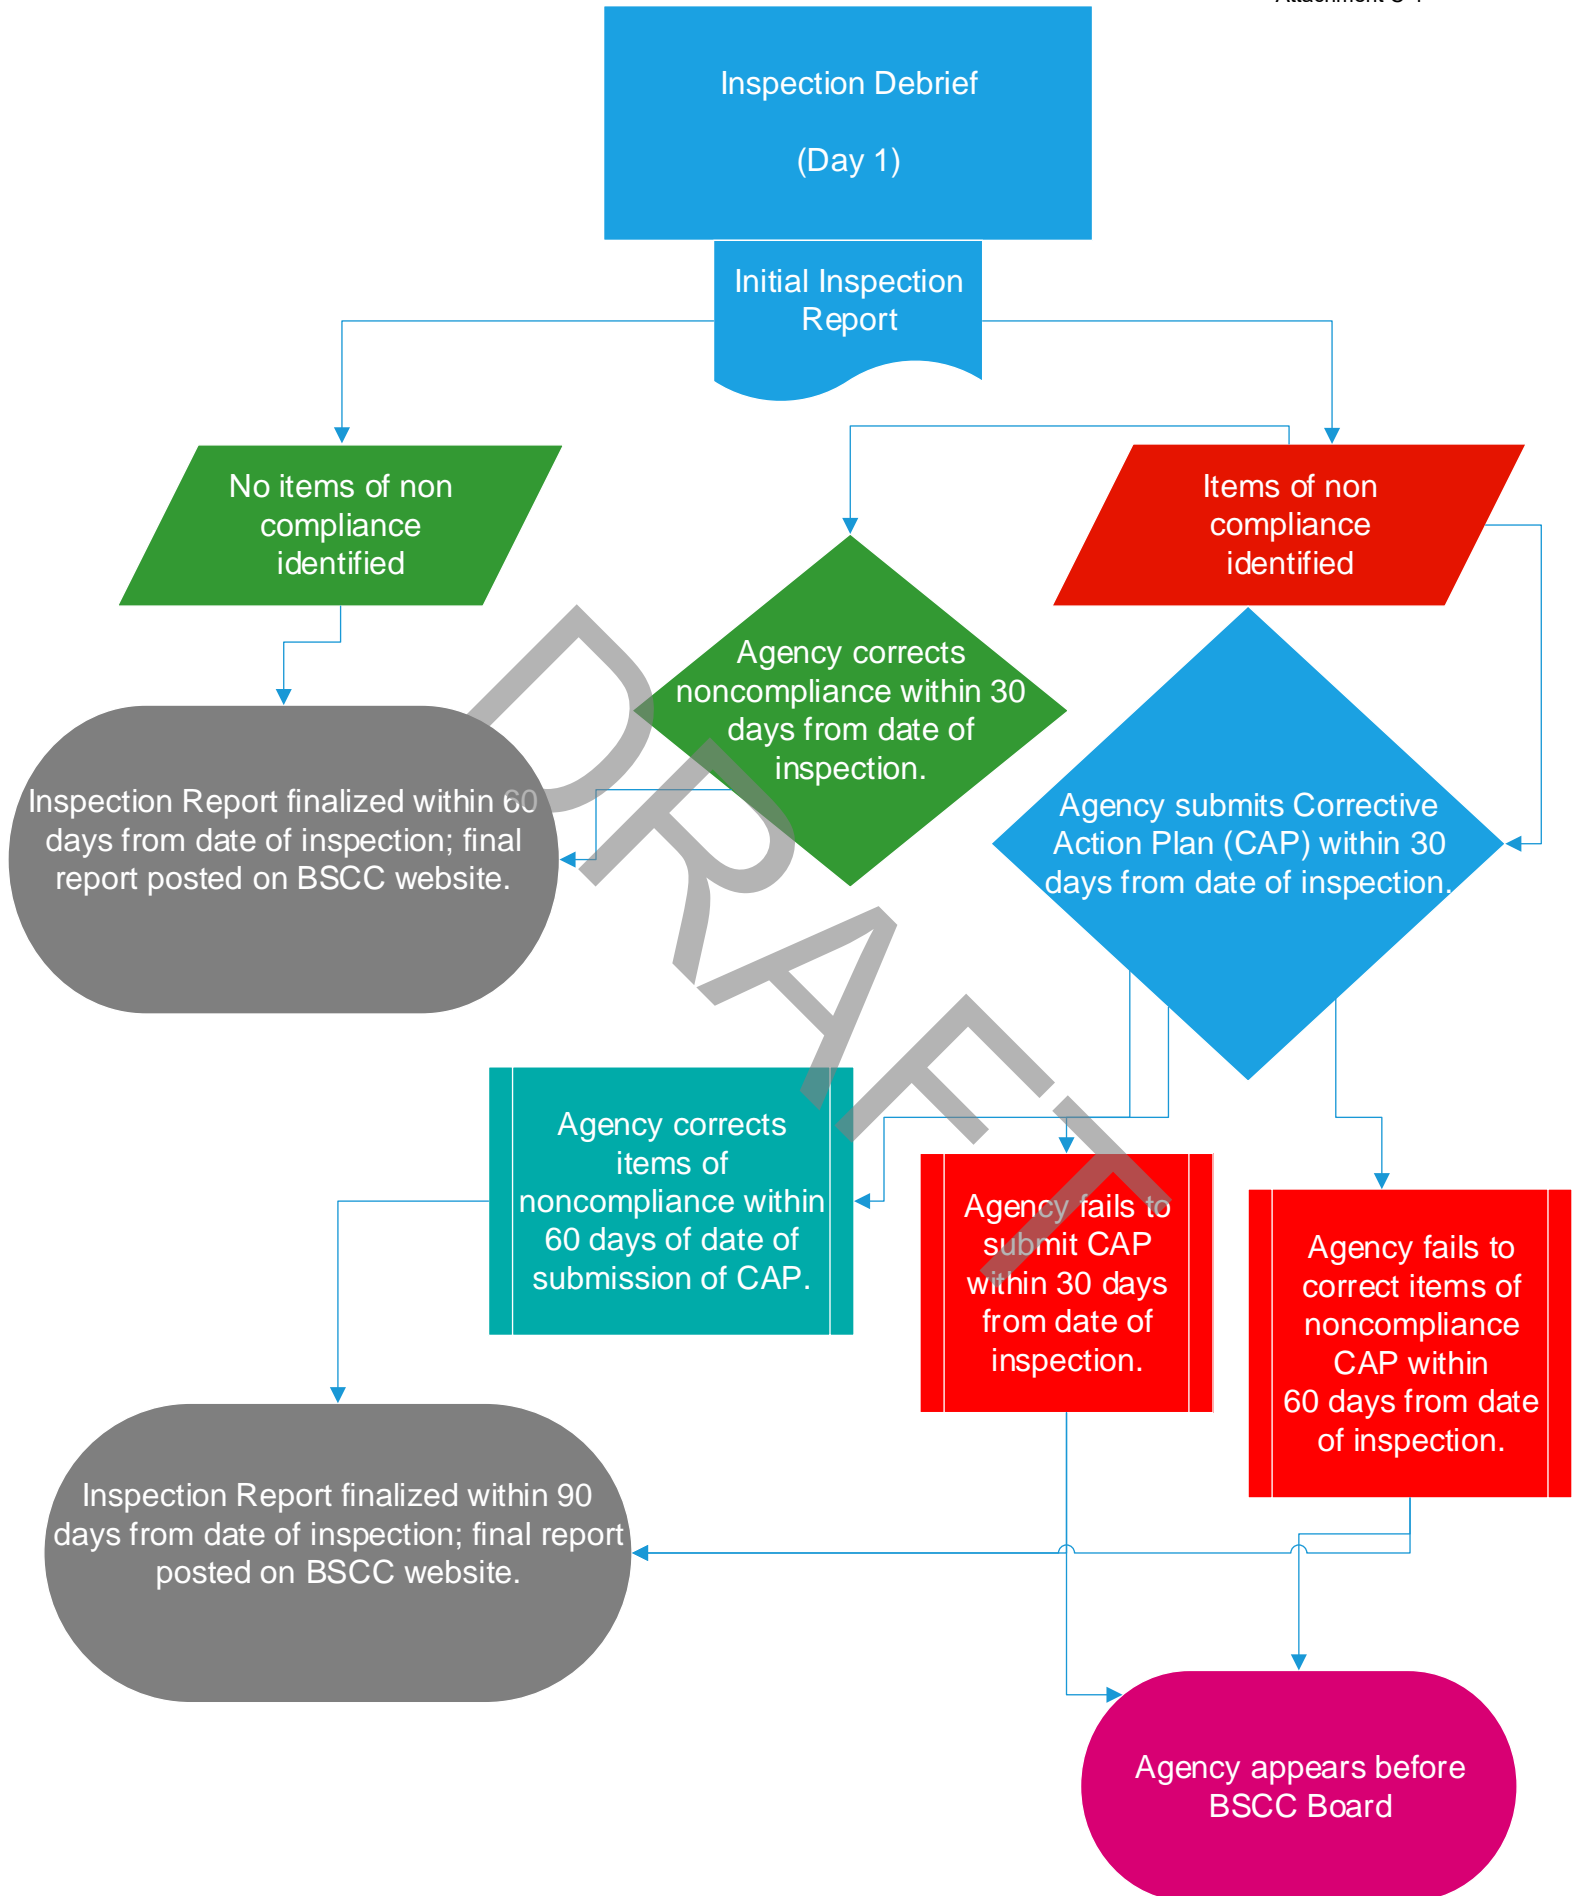 Inspection Debrief
(Day 1)
Initial Inspection
Report
No items of non
compliance
identified
Items of non
compliance
identified
Agency corrects
noncompliance within 30
days from date of
inspection.
Inspection Report finalized within 60
days from date of inspection; final
report posted on BSCC website.
Agency submits Corrective
Action Plan (CAP) within 30
days from date of inspection.
DRAFT
Agency corrects
items of
noncompliance within
60 days of date of
submission of CAP.
Agency fails to
submit CAP
within 30 days
from date of
inspection.
Agency fails to
correct items of
noncompliance
CAP within
60 days from date
of inspection.
Inspection Report finalized within 90
days from date of inspection; final report
posted on BSCC website.
Agency appears before
BSCC Board